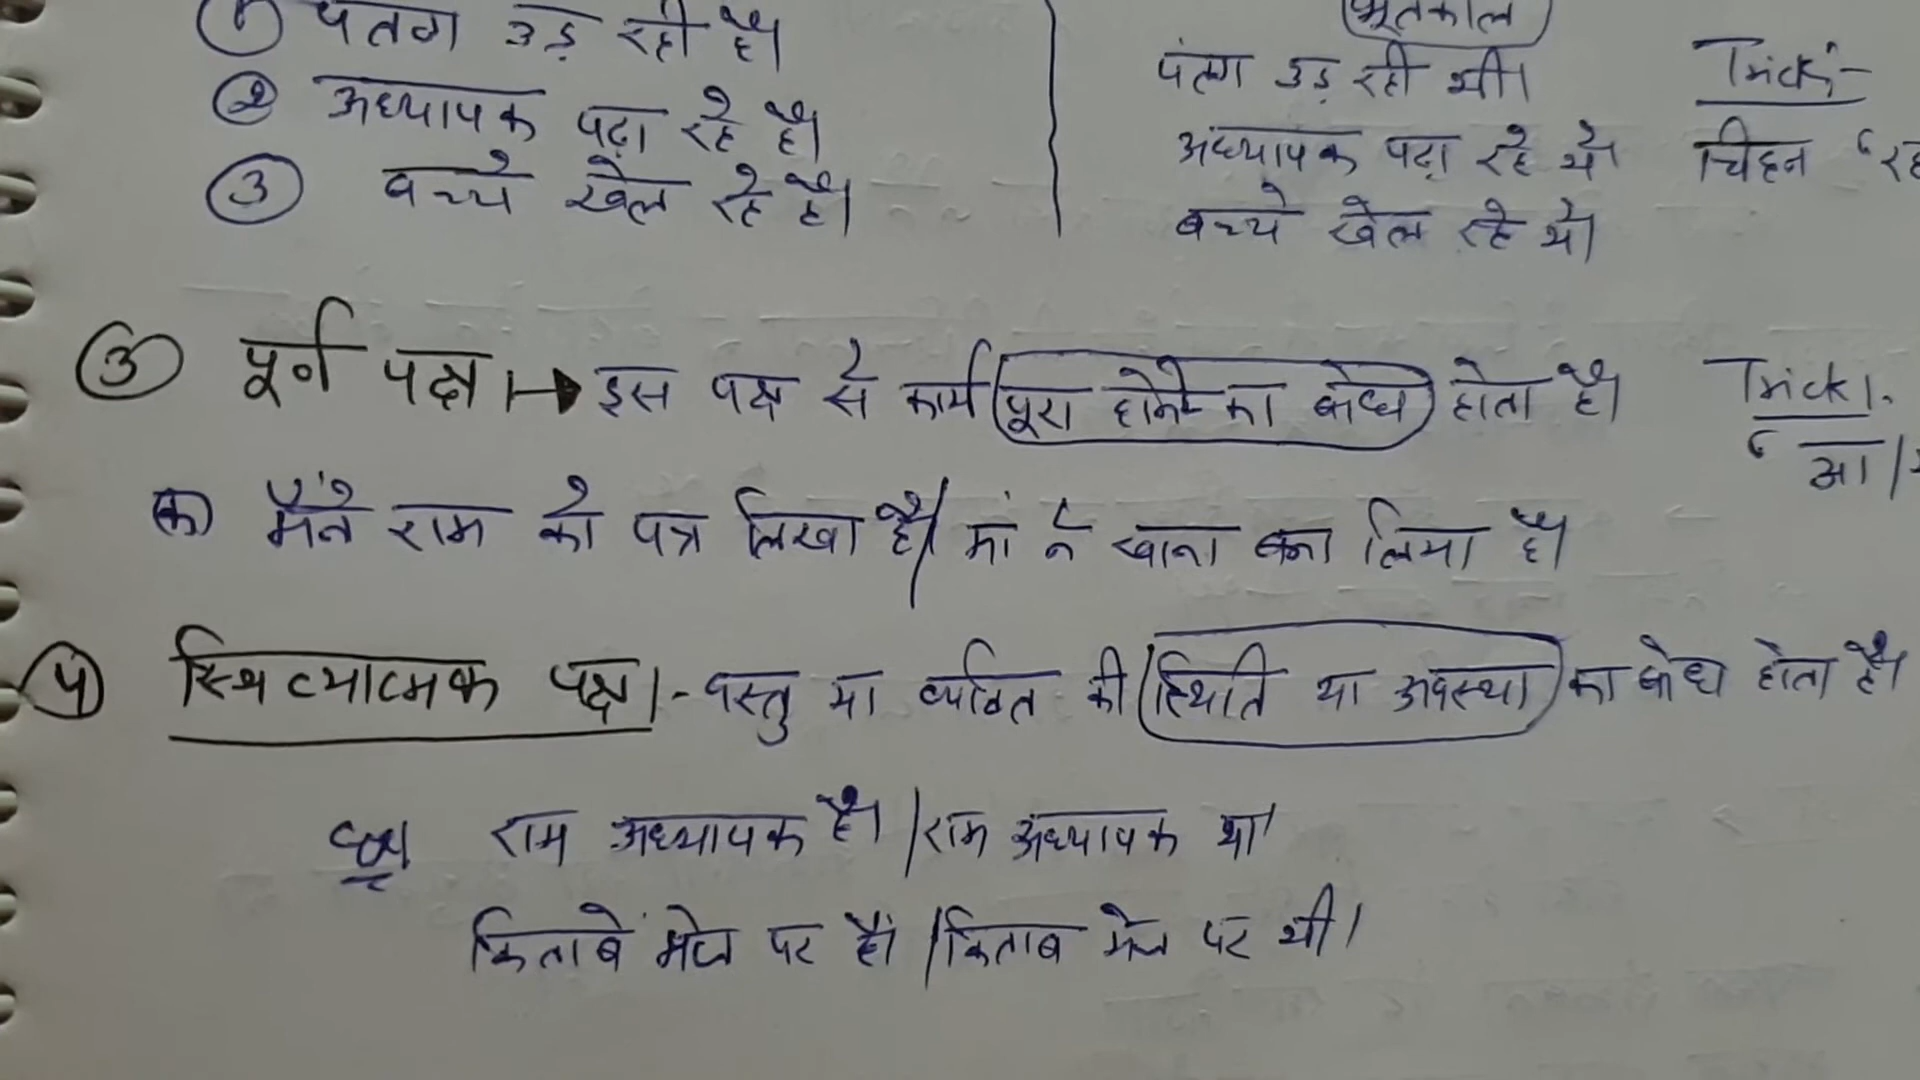 ① पतंग उड़ रही है।
② अध्यापक पढ़ा रहे है।
③ बच्चे खेल रहे है।
भूतकाल
पंतग उड़ रही थी।
अध्यापक पढ़ा रहे थे।
बच्चे खेल रहे थे।
Trick:-
चिह्न ‘रह
③ पूर्ण पक्ष।→ इस पक्ष से कार्य पूरा होने का बोध होता है।
Trick।-
‘आ।
(क) मैंने राम को पत्र लिखा है।/ मां ने खाना बना लिया है।
④ स्थित्यात्मक पक्ष।- वस्तु या व्यक्ति की स्थिति या अवस्था का बोध होता है।
राम अध्यापक है। / राम अध्यापक था।
किताबें मेज पर हैं। / किताब मेज पर थी।